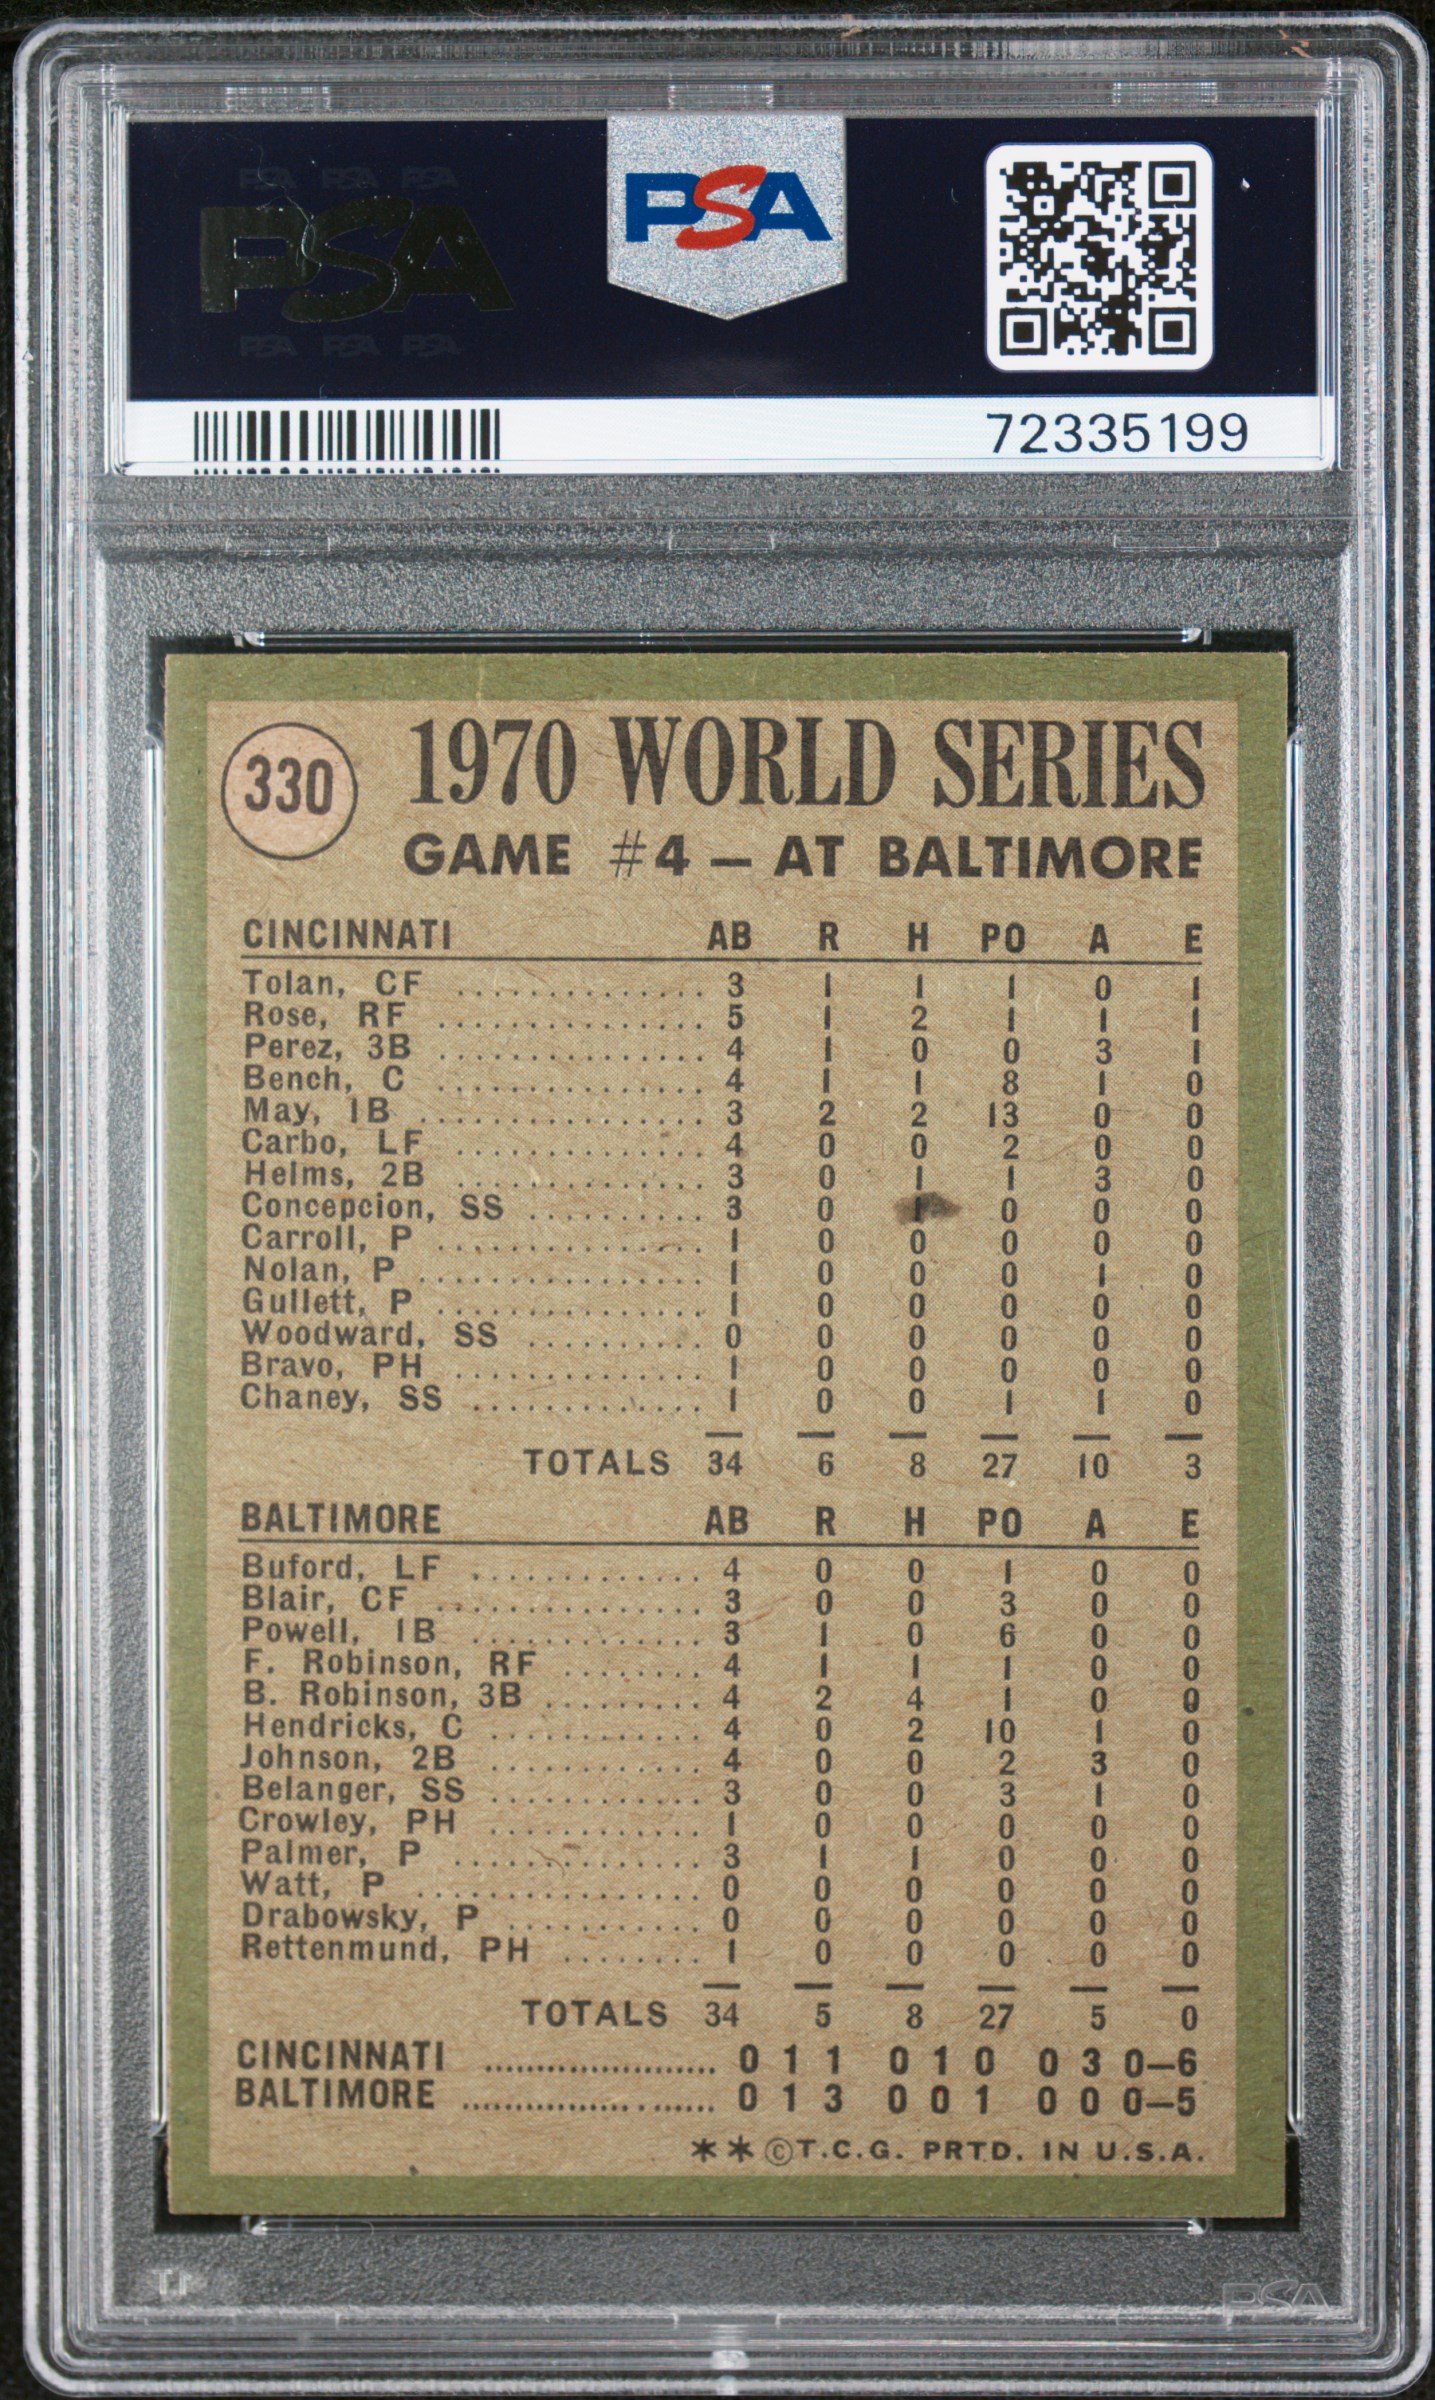 PSA PSA PSA
PSA
PSA PSA PSA
PSA
72335199
330
1970 WORLD SERIES
GAME #4 — AT BALTIMORE
CINCINNATI AB R H PO A E
Tolan, CF .............. 3 1 1 1 0 1
Rose, RF ............... 5 1 2 1 1 1
Perez, 3B ............... 4 1 0 0 3 1
Bench, C ............... 4 1 1 8 1 0
May, 1B ................ 3 2 2 13 0 0
Carbo, LF .............. 4 0 0 2 0 0
Helms, 2B .............. 3 0 1 1 3 0
Concepcion, SS .......... 3 0 1 0 0 0
Carroll, P ............... 1 0 0 0 0 0
Nolan, P ................ 1 0 0 0 1 0
Gullett, P ............... 1 0 0 0 0 0
Woodward, SS .......... 0 0 0 0 0 0
Bravo, PH .............. 1 0 0 0 0 0
Chaney, SS ............. 1 0 0 1 1 0
TOTALS 34 6 8 27 10 3
BALTIMORE AB R H PO A E
Buford, LF ............. 4 0 0 1 0 0
Blair, CF ............... 3 0 0 3 0 0
Powell, 1B ............. 3 1 0 6 0 0
F. Robinson, RF ........ 4 1 1 1 0 0
B. Robinson, 3B ......... 4 2 4 1 0 0
Hendricks, C ............ 4 0 2 10 1 0
Johnson, 2B ............ 4 0 0 2 3 0
Belanger, SS ............ 3 0 0 3 1 0
Crowley, PH ............ 1 0 0 0 0 0
Palmer, P .............. 3 1 1 0 0 0
Watt, P ................ 0 0 0 0 0 0
Drabowsky, P ........... 0 0 0 0 0 0
Rettenmund, PH ........ 1 0 0 0 0 0
TOTALS 34 5 8 27 5 0
CINCINNATI ...................... 0 1 1 0 1 0 0 3 0—6
BALTIMORE ........................ 0 1 3 0 0 1 0 0 0—5
**©T.C.G. PRTD. IN U.S.A.
PSA